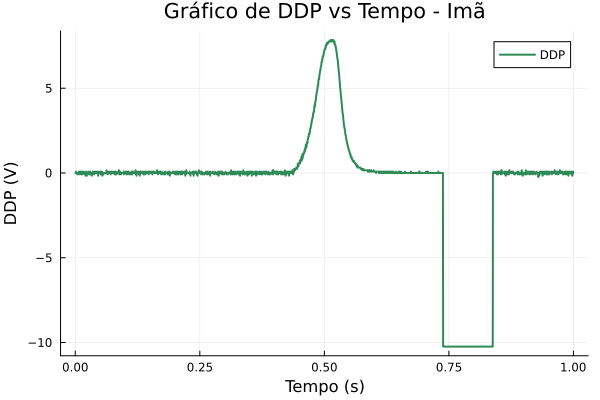 Gráfico de DDP vs Tempo - Imã
DDP
DDP (V)
5
0
−5
−10
0.00 0.25 0.50 0.75 1.00
Tempo (s)